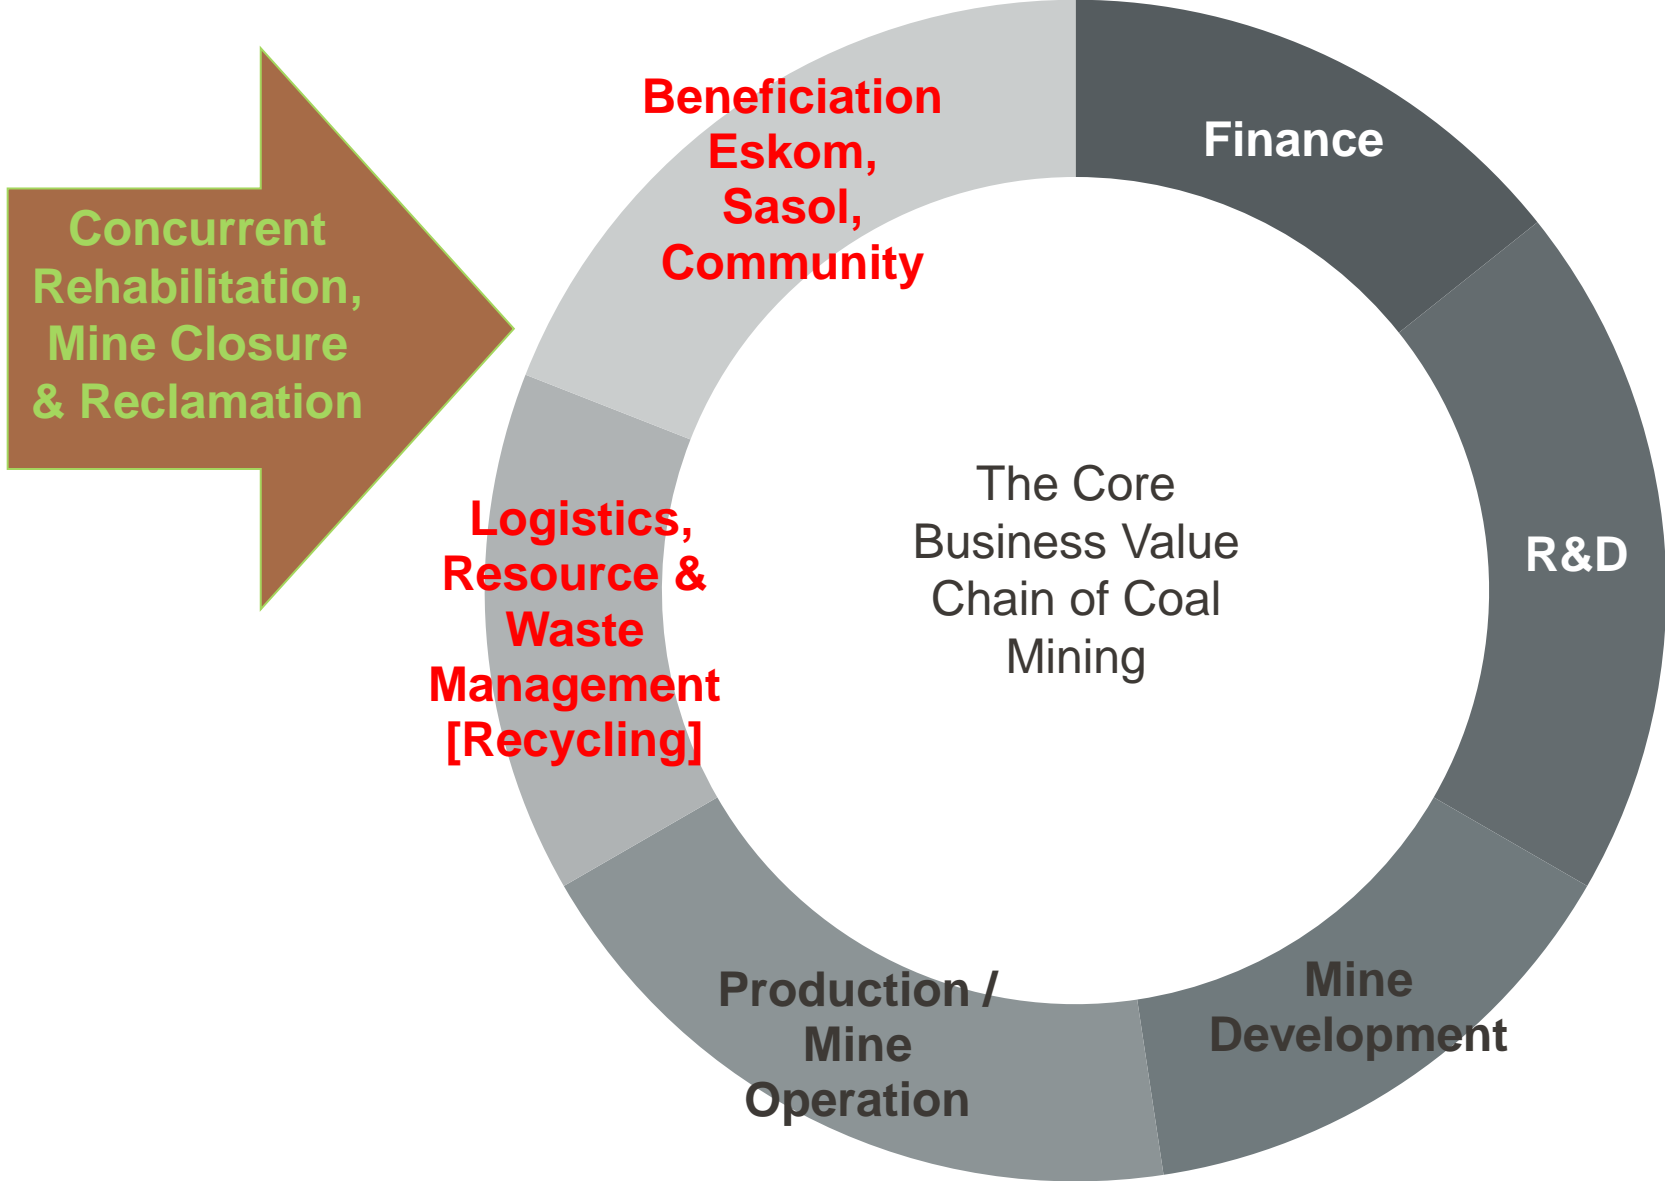 Concurrent
Rehabilitation,
Mine Closure
& Reclamation
Beneficiation
Eskom,
Sasol,
Community
Finance
R&D
Mine
Development
Production /
Mine
Operation
Logistics,
Resource &
Waste
Management
[Recycling]
The Core
Business Value
Chain of Coal
Mining